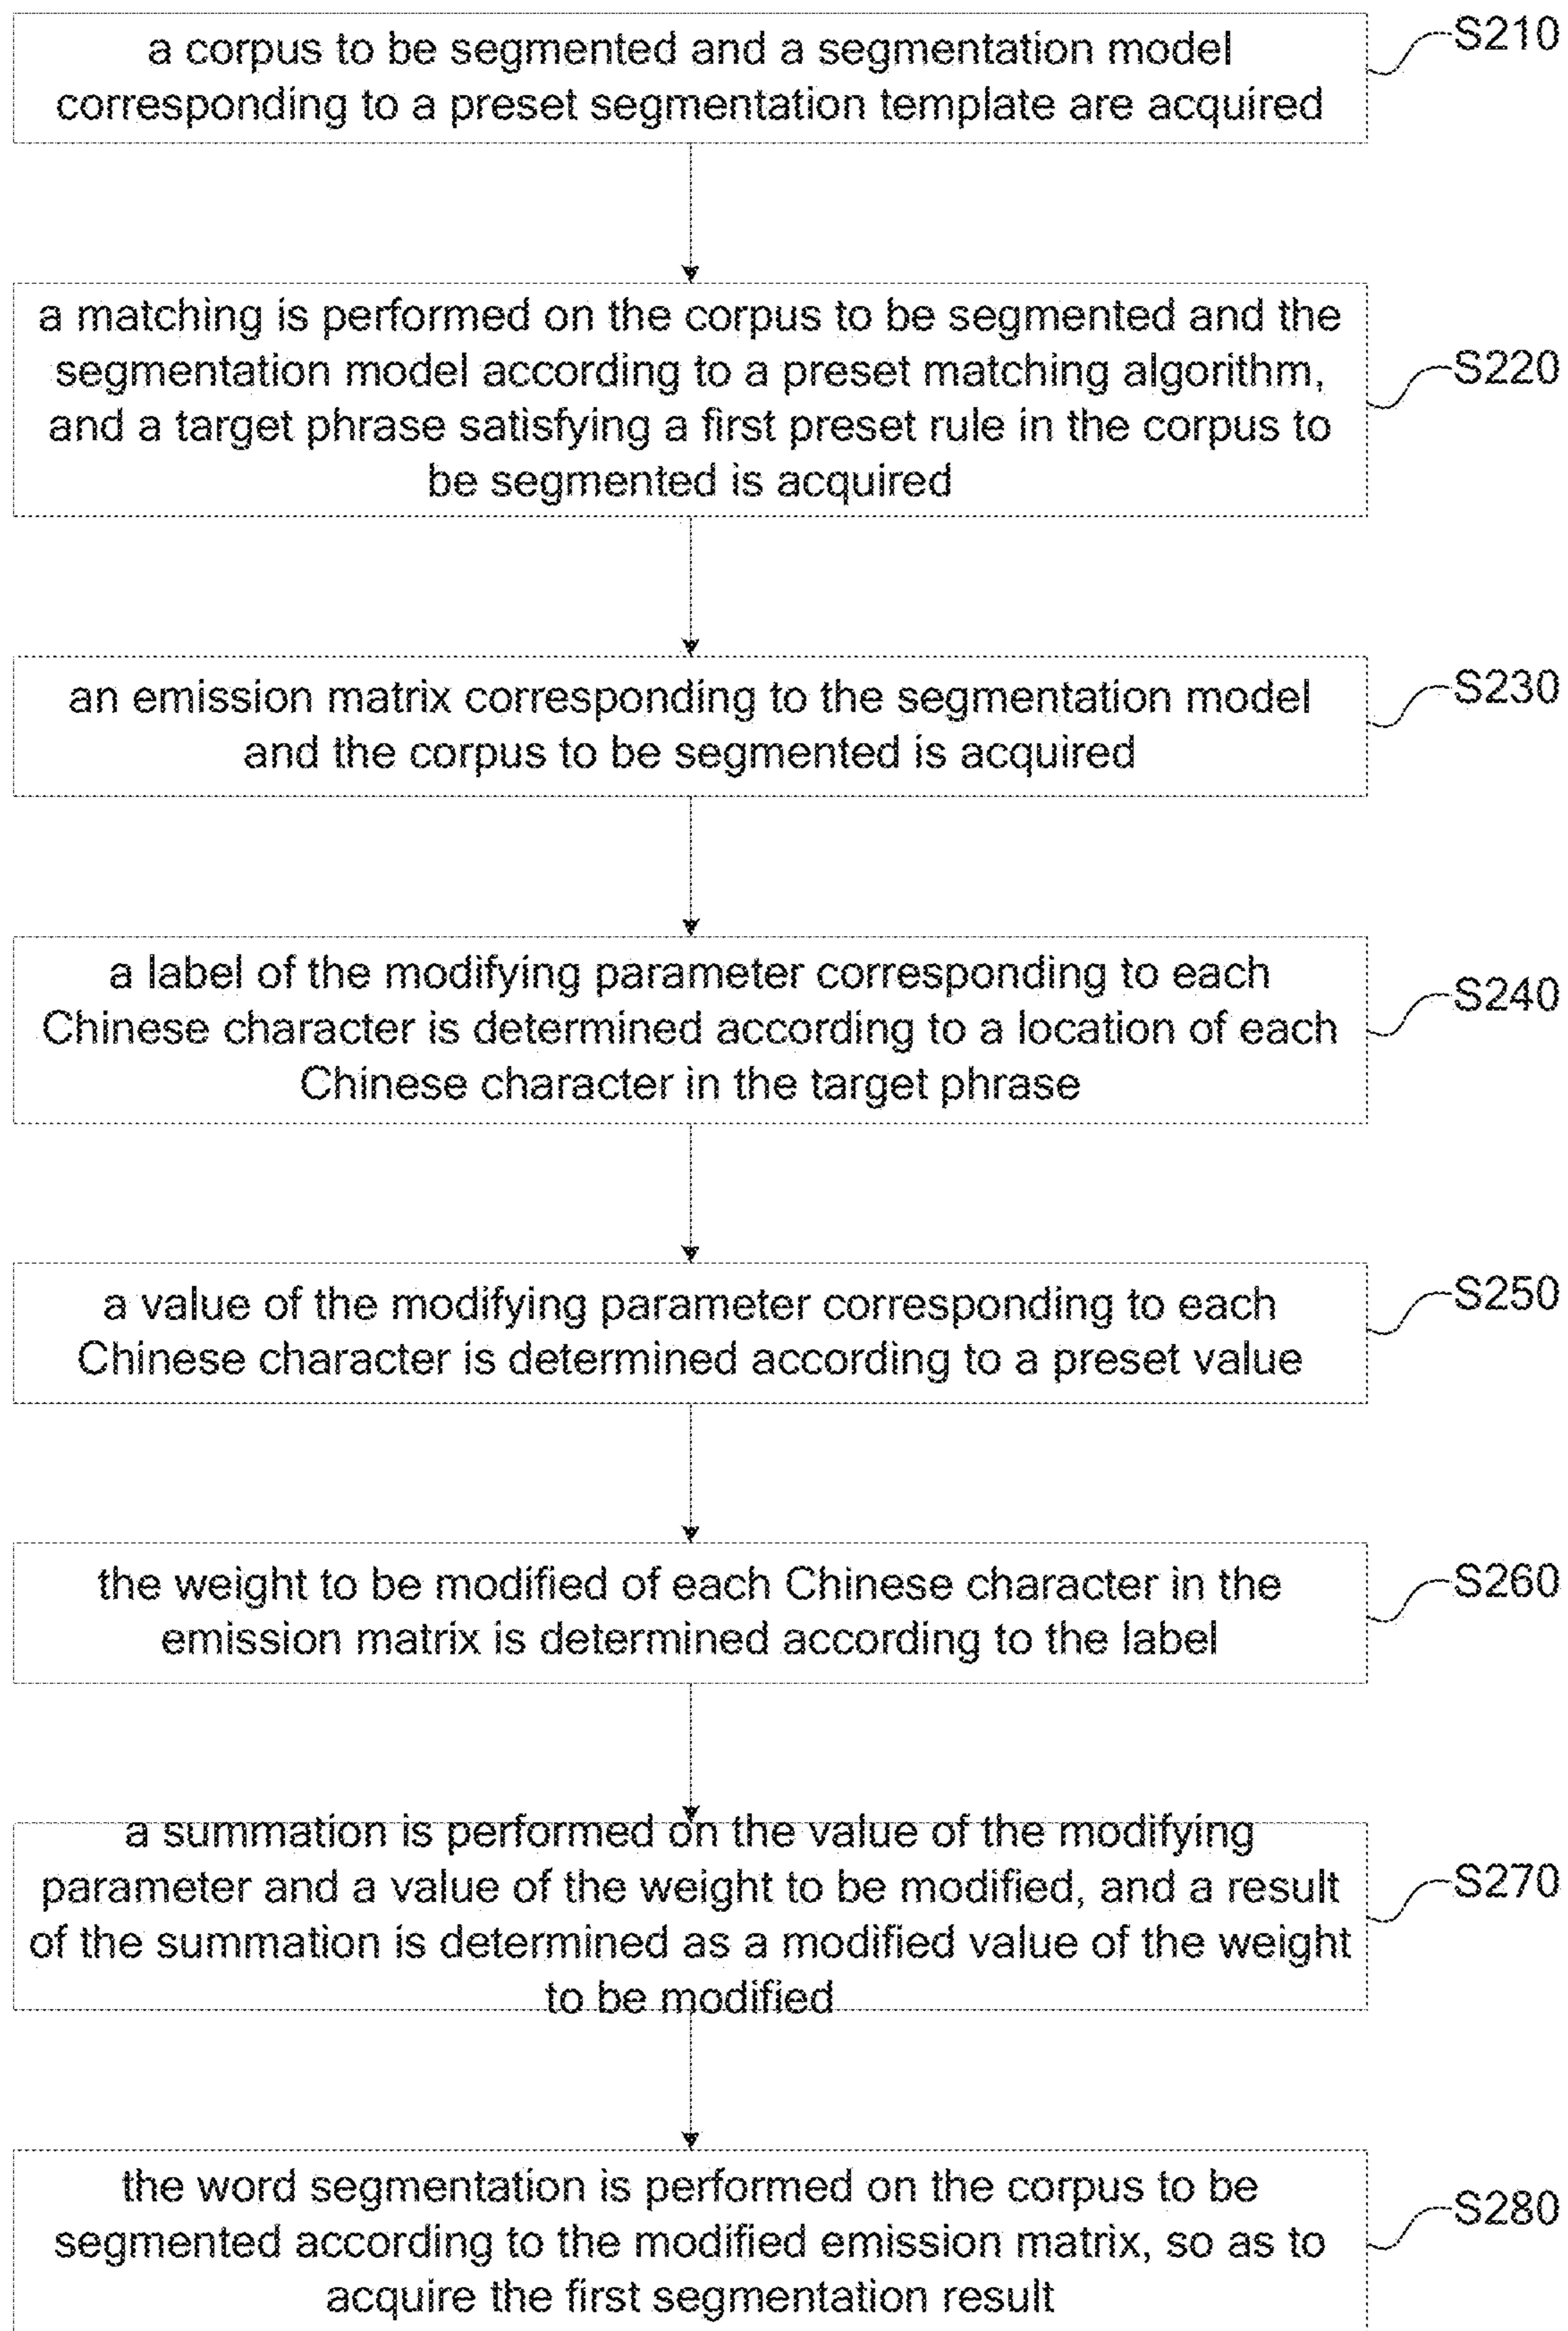 a corpus to be segmented and a segmentation model
corresponding to a preset segmentation template are acquired
S210
a matching is performed on the corpus to be segmented and the
segmentation model according to a preset matching algorithm,
and a target phrase satisfying a first preset rule in the corpus to
be segmented is acquired
S220
an emission matrix corresponding to the segmentation model
and the corpus to be segmented is acquired
S230
a label of the modifying parameter corresponding to each
Chinese character is determined according to a location of each
Chinese character in the target phrase
S240
a value of the modifying parameter corresponding to each
Chinese character is determined according to a preset value
S250
the weight to be modified of each Chinese character in the
emission matrix is determined according to the label
S260
a summation is performed on the value of the modifying
parameter and a value of the weight to be modified, and a result
of the summation is determined as a modified value of the weight
to be modified
S270
the word segmentation is performed on the corpus to be
segmented according to the modified emission matrix, so as to
acquire the first segmentation result
S280